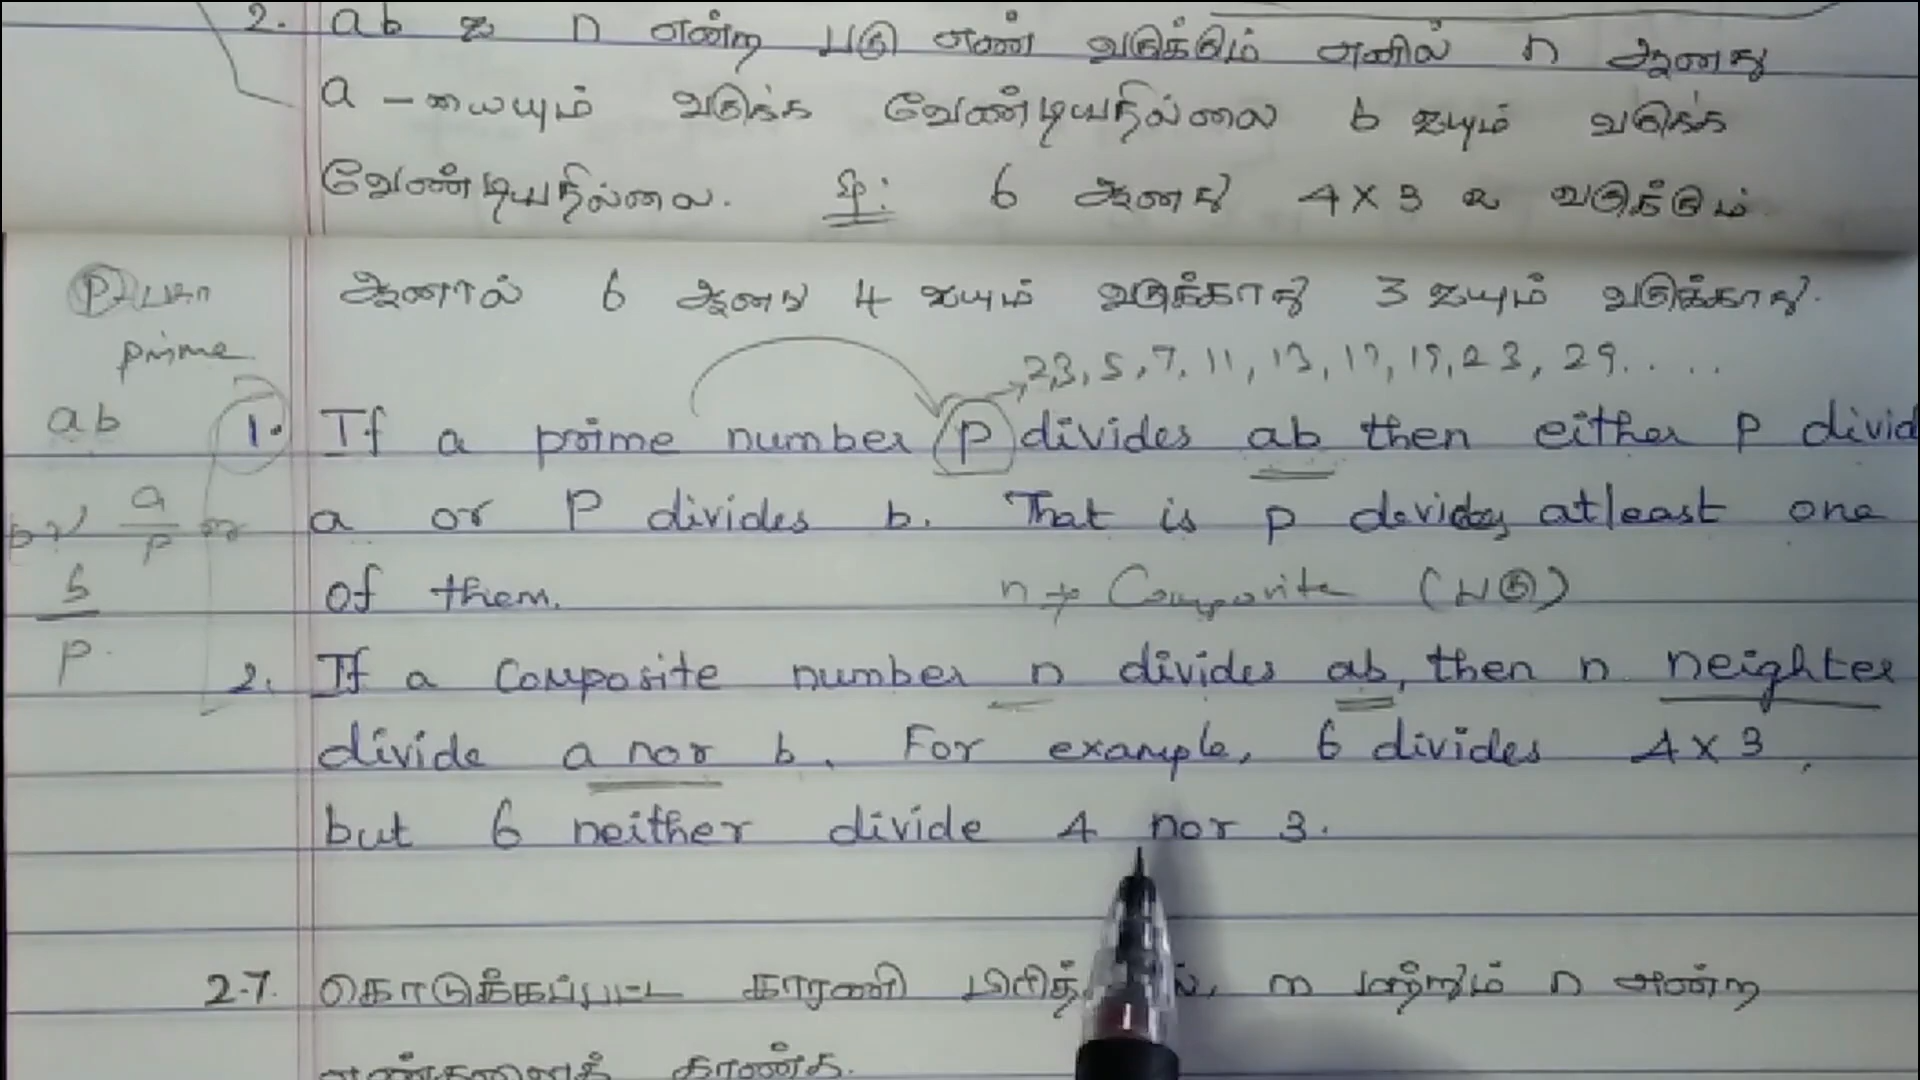 2. ab ஐ n என்ற பகு எண் வகுக்கும் எனில் n ஆனது
a - யையும் வகுக்க வேண்டியதில்லை b ஐயும் வகுக்க
வேண்டியதில்லை. 6 ஆனது 4 x 3 ஐ வகுக்கும்
ஆனால் 6 ஆனது 4 ஐயும் வகுக்காது 3 ஐயும் வகுக்காது.
prime
2,3,5,7,11,13,17,19,23,29.....
ab
1. If a prime number p divides ab then either p divid
a or P divides b. That is p devides atleast one
a/p or
of them.
n → Composite (பகு)
b/p
2. If a Composite number n divides ab, then n neighter
divide a nor b. For example, 6 divides 4 x 3,
but 6 neither divide 4 nor 3.
2.7. கொடுக்கப்பட்ட காரணி m மற்றும் n என்ற
எண்களைக் காண்க.